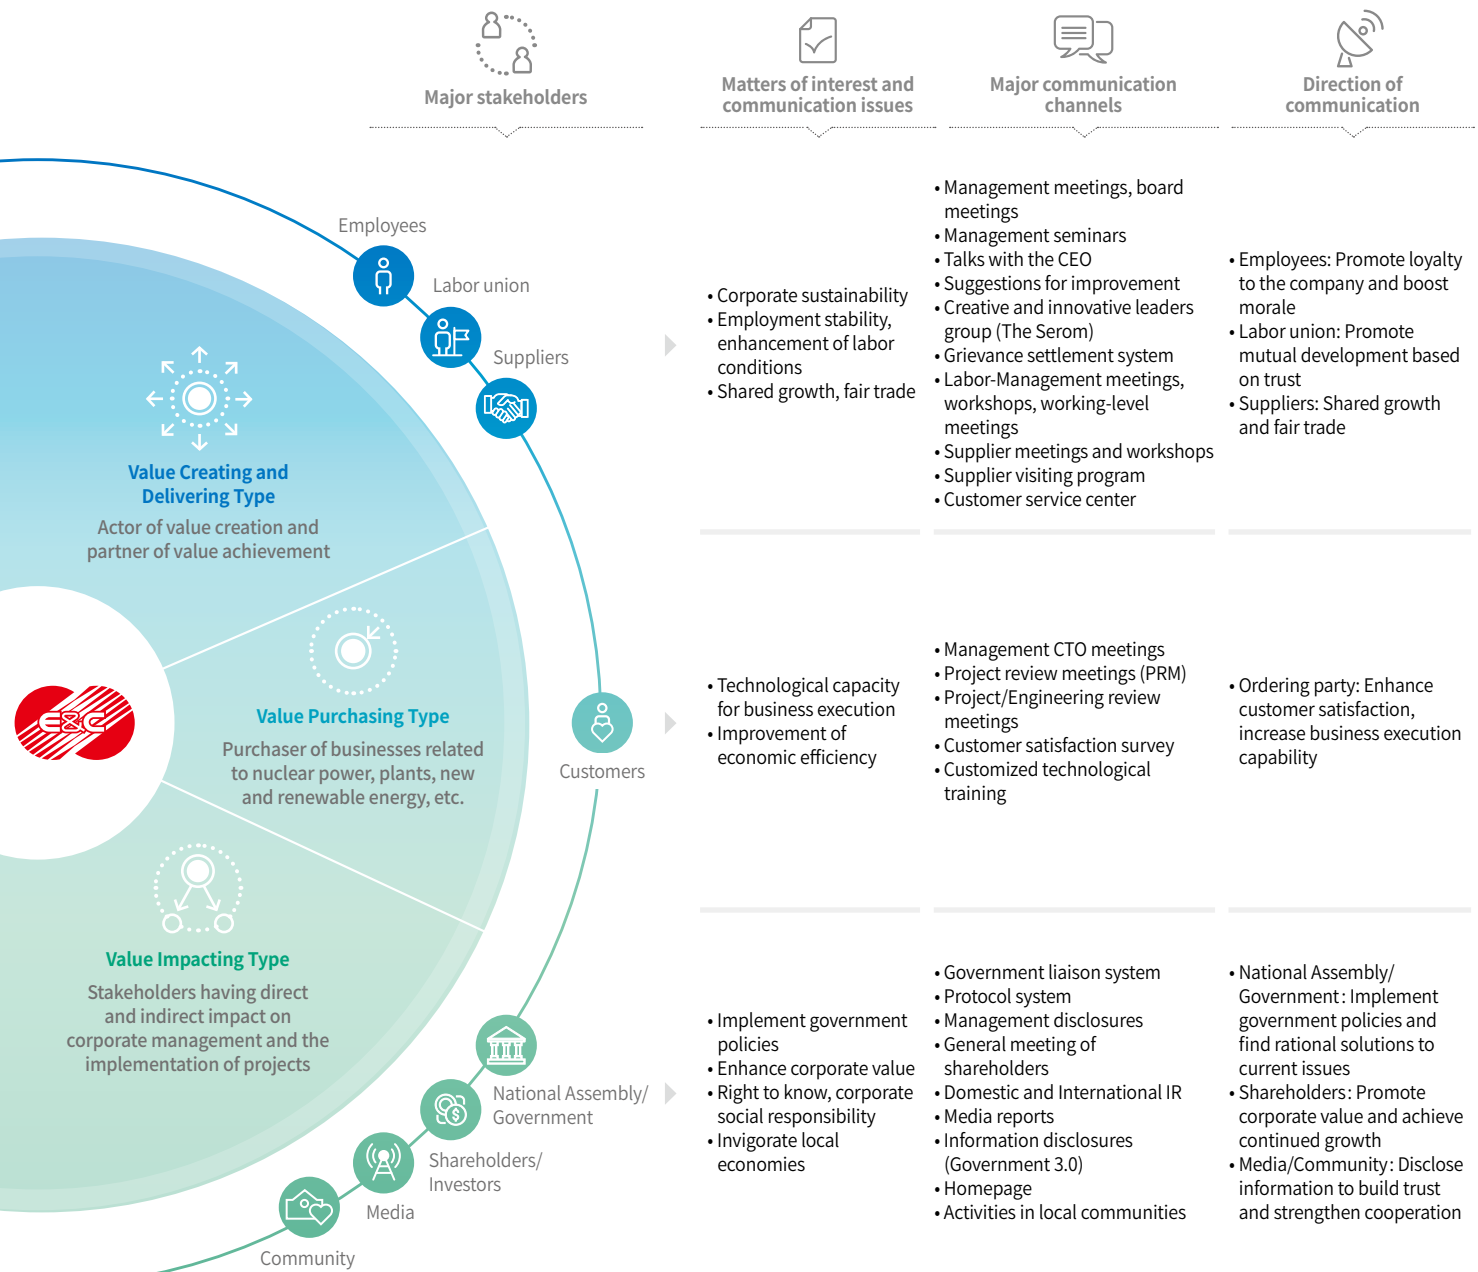 Major stakeholders
Matters of interest and
communication issues
Major communication
channels
Direction of
communication
Employees
Labor union
Suppliers
Value Creating and
Delivering Type
Actor of value creation and
partner of value achievement
• Corporate sustainability
• Employment stability,
enhancement of labor
conditions
• Shared growth, fair trade
• Management meetings, board
meetings
• Management seminars
• Talks with the CEO
• Suggestions for improvement
• Creative and innovative leaders
group (The Serom)
• Grievance settlement system
• Labor-Management meetings,
workshops, working-level
meetings
• Supplier meetings and workshops
• Supplier visiting program
• Customer service center
• Employees: Promote loyalty
to the company and boost
morale
• Labor union: Promote
mutual development based
on trust
• Suppliers: Shared growth
and fair trade
E&C
Value Purchasing Type
Purchaser of businesses related
to nuclear power, plants, new
and renewable energy, etc.
Customers
• Technological capacity
for business execution
• Improvement of
economic efficiency
• Management CTO meetings
• Project review meetings (PRM)
• Project/Engineering review
meetings
• Customer satisfaction survey
• Customized technological
training
• Ordering party: Enhance
customer satisfaction,
increase business execution
capability
Value Impacting Type
Stakeholders having direct
and indirect impact on
corporate management and the
implementation of projects
National Assembly/
Government
Shareholders/
Investors
Media
Community
• Implement government
policies
• Enhance corporate value
• Right to know, corporate
social responsibility
• Invigorate local
economies
• Government liaison system
• Protocol system
• Management disclosures
• General meeting of
shareholders
• Domestic and International IR
• Media reports
• Information disclosures
(Government 3.0)
• Homepage
• Activities in local communities
• National Assembly/
Government : Implement
government policies and
find rational solutions to
current issues
• Shareholders : Promote
corporate value and achieve
continued growth
• Media/Community : Disclose
information to build trust
and strengthen cooperation